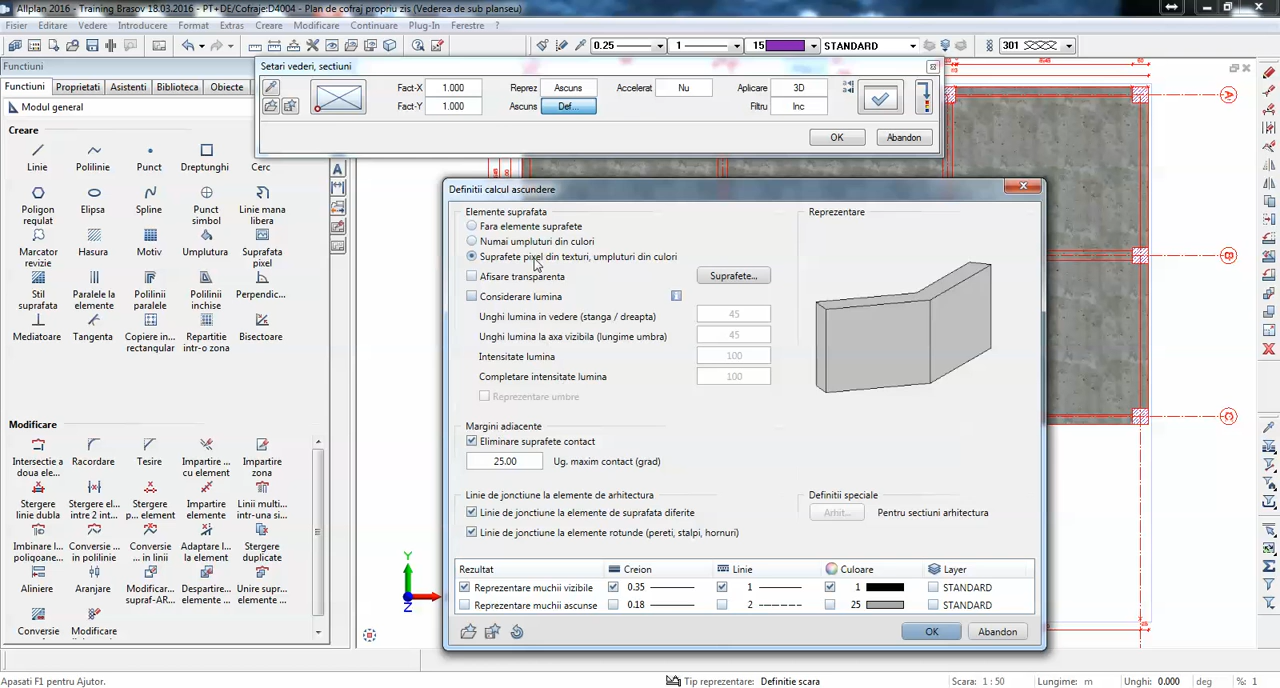 Allplan 2016 - Training Brasov 18.03.2016 - PT+DE/Cofraje:D4004 - Plan de cofraj propriu zis (Vedere de sub planseu)
Fisier Editare Vedere Introducere Format Extras Creare Modificare Continuare Plug-In Ferestre ?
0.25 1 15 STANDARD 301
Functiuni
Functiuni Proprietati Asistenti Biblioteca Obiecte
Modul general
Creare
Linie Polilinie Punct Dreptunghi Cerc
Poligon regulat Elipsa Spline Punct simbol Linie mana libera
Marcator revizie Hasura Motiv Umplutura Suprafata pixel
Stil suprafata Paralele la elemente Polilinii paralele Polilinii inchise Perpendic...
Mediatoare Tangenta Copiere in... rectangular Repartitie intr-o zona Bisectoare
Modificare
Intersectie a doua ele... Racordare Tesire Impartire ... cu element Impartire zona
Stergere linie dubla Stergere el... intre 2 int... Stergere p... element Impartire elemente Linii multi... intr-una si...
Imbinare l... poligoane... Conversie ... in polilinie Conversie ... in linii Adaptare l... la element Stergere duplicate
Aliniere Aranjare Modificar... supraf-AR... Despartire... elemente ... Unire supr... elemente ...
Conversie Modificare
Setari vederi, sectiuni
Fact-X 1.000 Reprez Ascuns Accelerat Nu Aplicare 3D
Fact-Y 1.000 Ascuns Def... Filtru Inc
OK Abandon
Definitii calcul ascundere
Elemente suprafata
Fara elemente suprafete
Numai umpluturi din culori
Suprafete pixel din texturi, umpluturi din culori
Afisare transparenta Suprafete...
Considerare lumina
Unghi lumina in vedere (stanga / dreapta) 45
Unghi lumina la axa vizibila (lungime umbra) 45
Intensitate lumina 100
Completare intensitate lumina 100
Reprezentare umbre
Margini adiacente
Eliminare suprafete contact
25.00 Ug. maxim contact (grad)
Linie de jonctiune la elemente de arhitectura
Linie de jonctiune la elemente de suprafata diferite
Linie de jonctiune la elemente rotunde (pereti, stalpi, hornuri)
Reprezentare
Definitii speciale
Arhit... Pentru sectiuni arhitectura
Rezultat Creion Linie Culoare Layer
Reprezentare muchii vizibile 0.35 1 1 STANDARD
Reprezentare muchii ascunse 0.18 2 25 STANDARD
OK Abandon
A
B
C
Y
X
Z
Apasati F1 pentru Ajutor. Tip reprezentare: Definitie scara Scara: 1 : 50 Lungime: m Unghi: 0.000 deg %: 1